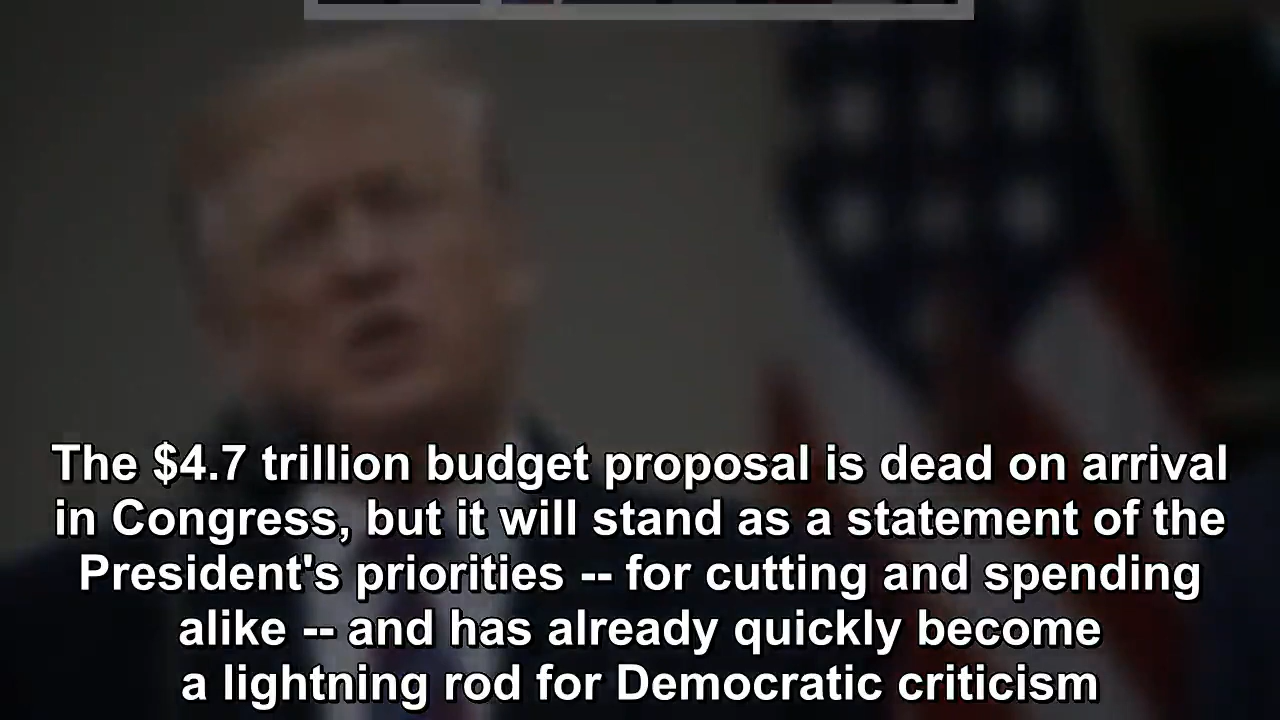 The $4.7 trillion budget proposal is dead on arrival
in Congress, but it will stand as a statement of the
President's priorities -- for cutting and spending
alike -- and has already quickly become
a lightning rod for Democratic criticism